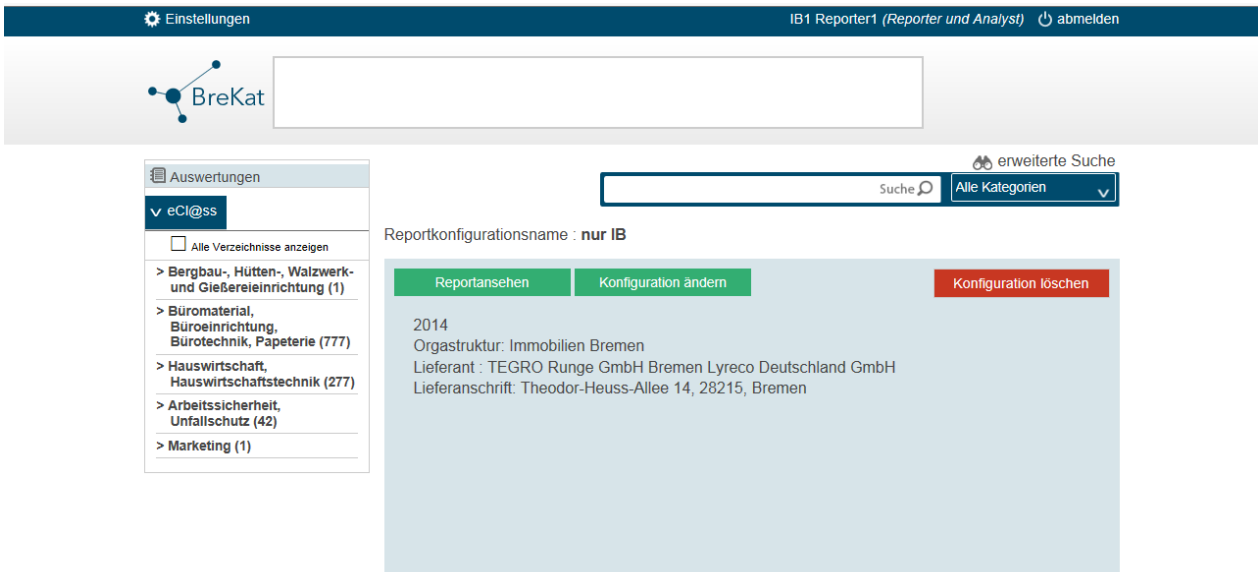 Einstellungen
IB1 Reporter1 (Reporter und Analyst) abmelden
BreKat
erweiterte Suche
Suche
Alle Kategorien
Auswertungen
eCl@ss
Alle Verzeichnisse anzeigen
> Bergbau-, Hütten-, Walzwerk-
und Gießereieinrichtung (1)
> Büromaterial,
Büroeinrichtung,
Bürotechnik, Papeterie (777)
> Hauswirtschaft,
Hauswirtschaftstechnik (277)
> Arbeitssicherheit,
Unfallschutz (42)
> Marketing (1)
Reportkonfigurationsname : nur IB
Reportansehen
Konfiguration ändern
Konfiguration löschen
2014
Orgastruktur: Immobilien Bremen
Lieferant : TEGRO Runge GmbH Bremen Lyreco Deutschland GmbH
Lieferanschrift: Theodor-Heuss-Allee 14, 28215, Bremen